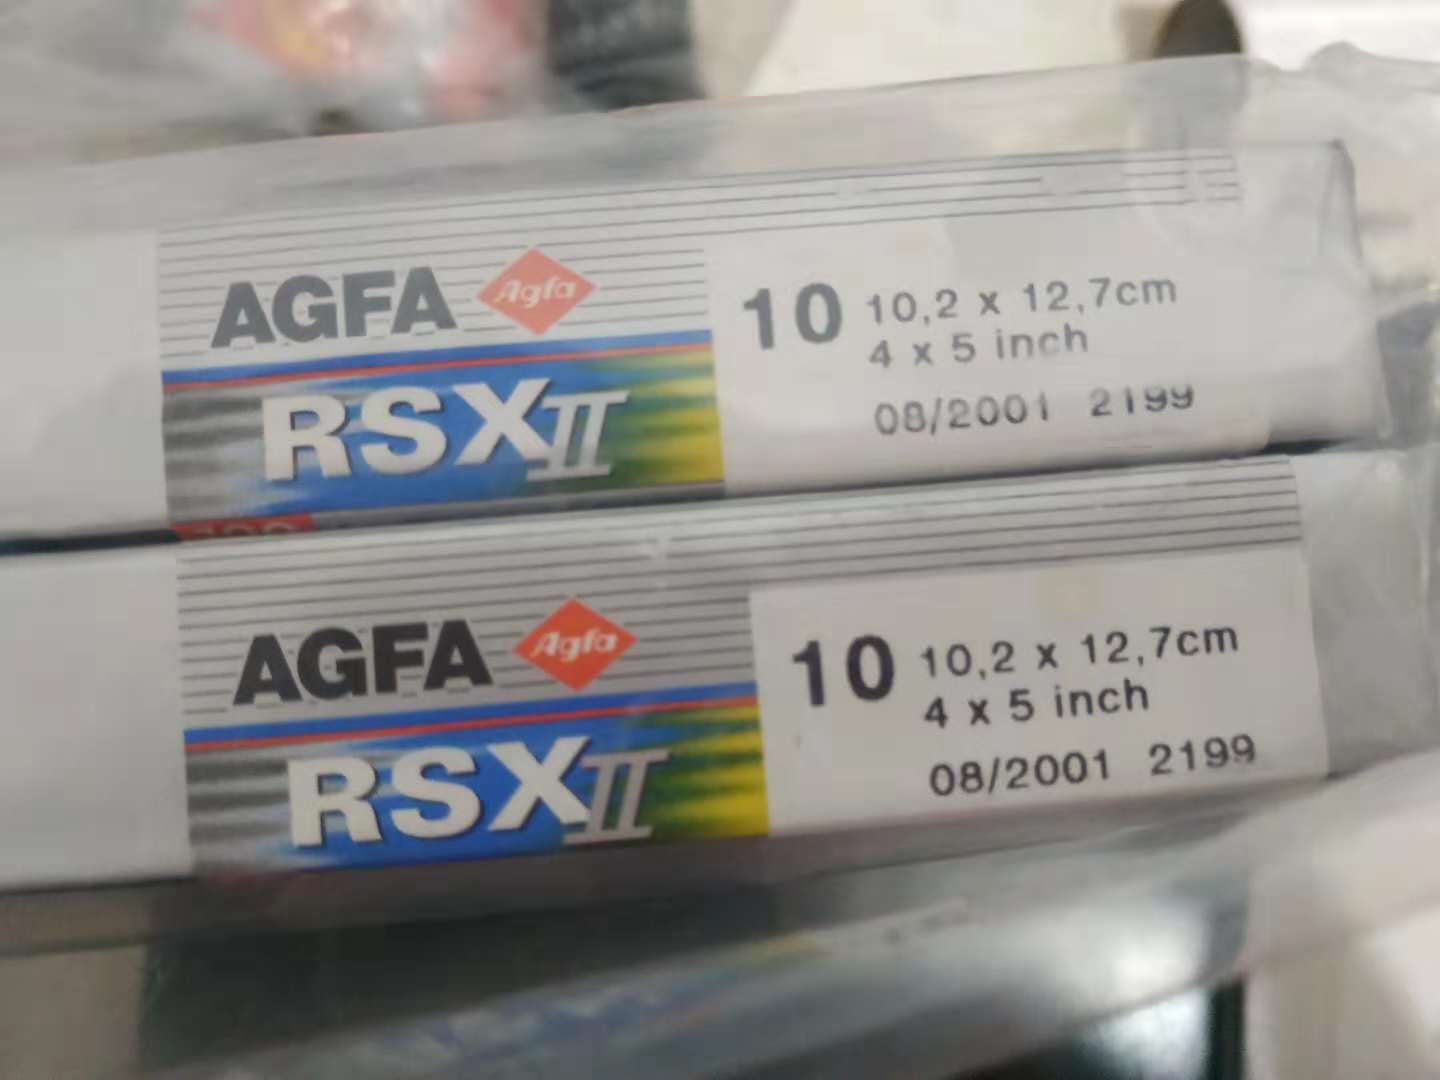 AGFA Agfa
RSXII
10 10,2 x 12,7cm
4 x 5 inch
08/2001 2199
100
AGFA Agfa
RSXII
10 10,2 x 12,7cm
4 x 5 inch
08/2001 2199